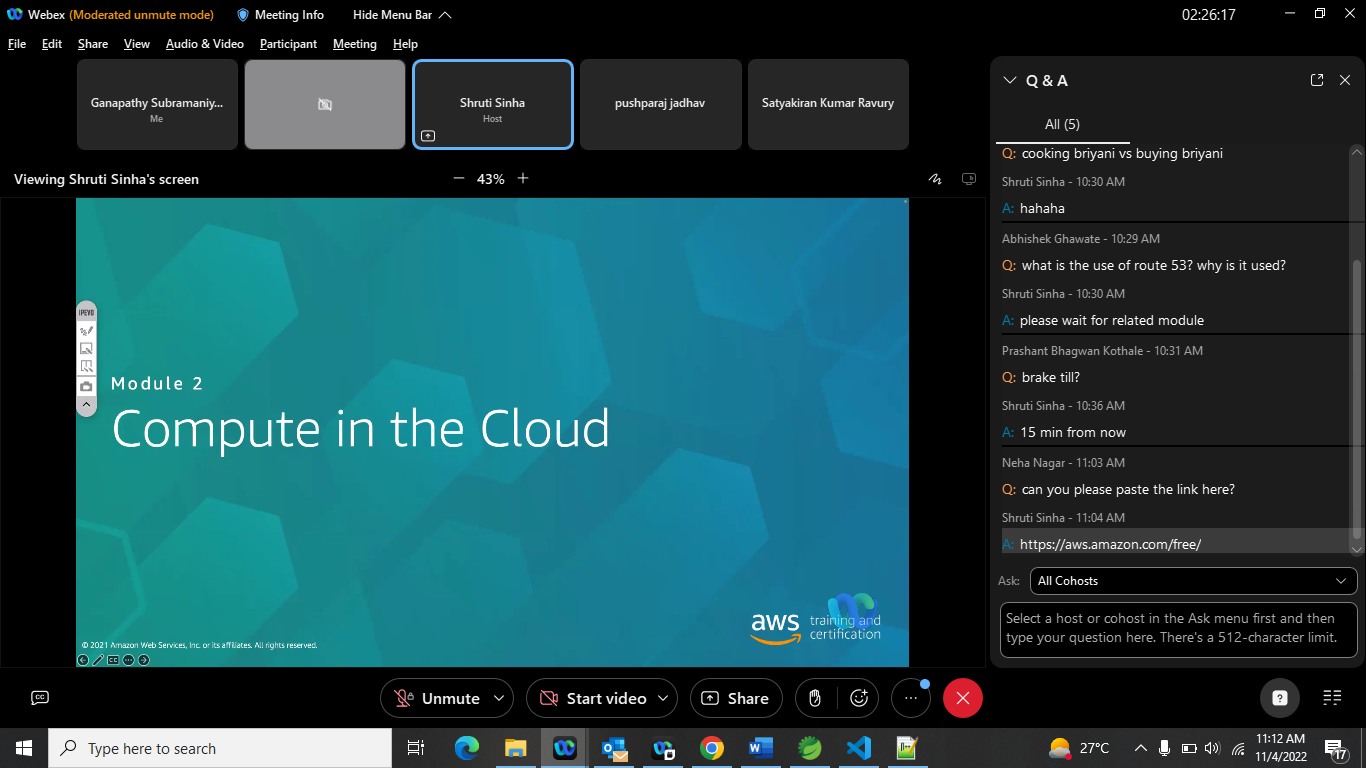 Webex (Moderated unmute mode) Meeting Info Hide Menu Bar 02:26:17
File Edit Share View Audio & Video Participant Meeting Help
Ganapathy Subramaniy...
Me
Shruti Sinha
Host
pushparaj jadhav
Satyakiran Kumar Ravury
Viewing Shruti Sinha's screen
43%
IPEVO
Module 2
Compute in the Cloud
aws training and
certification
© 2021 Amazon Web Services, Inc. or its affiliates. All rights reserved.
CC
Q & A
All (5)
Q: cooking briyani vs buying briyani
Shruti Sinha - 10:30 AM
A: hahaha
Abhishek Ghawate - 10:29 AM
Q: what is the use of route 53? why is it used?
Shruti Sinha - 10:30 AM
A: please wait for related module
Prashant Bhagwan Kothale - 10:31 AM
Q: brake till?
Shruti Sinha - 10:36 AM
A: 15 min from now
Neha Nagar - 11:03 AM
Q: can you please paste the link here?
Shruti Sinha - 11:04 AM
A: https://aws.amazon.com/free/
Ask: All Cohosts
Select a host or cohost in the Ask menu first and then
type your question here. There's a 512-character limit.
CC Unmute Start video Share
Type here to search
27°C
11:12 AM
11/4/2022
17